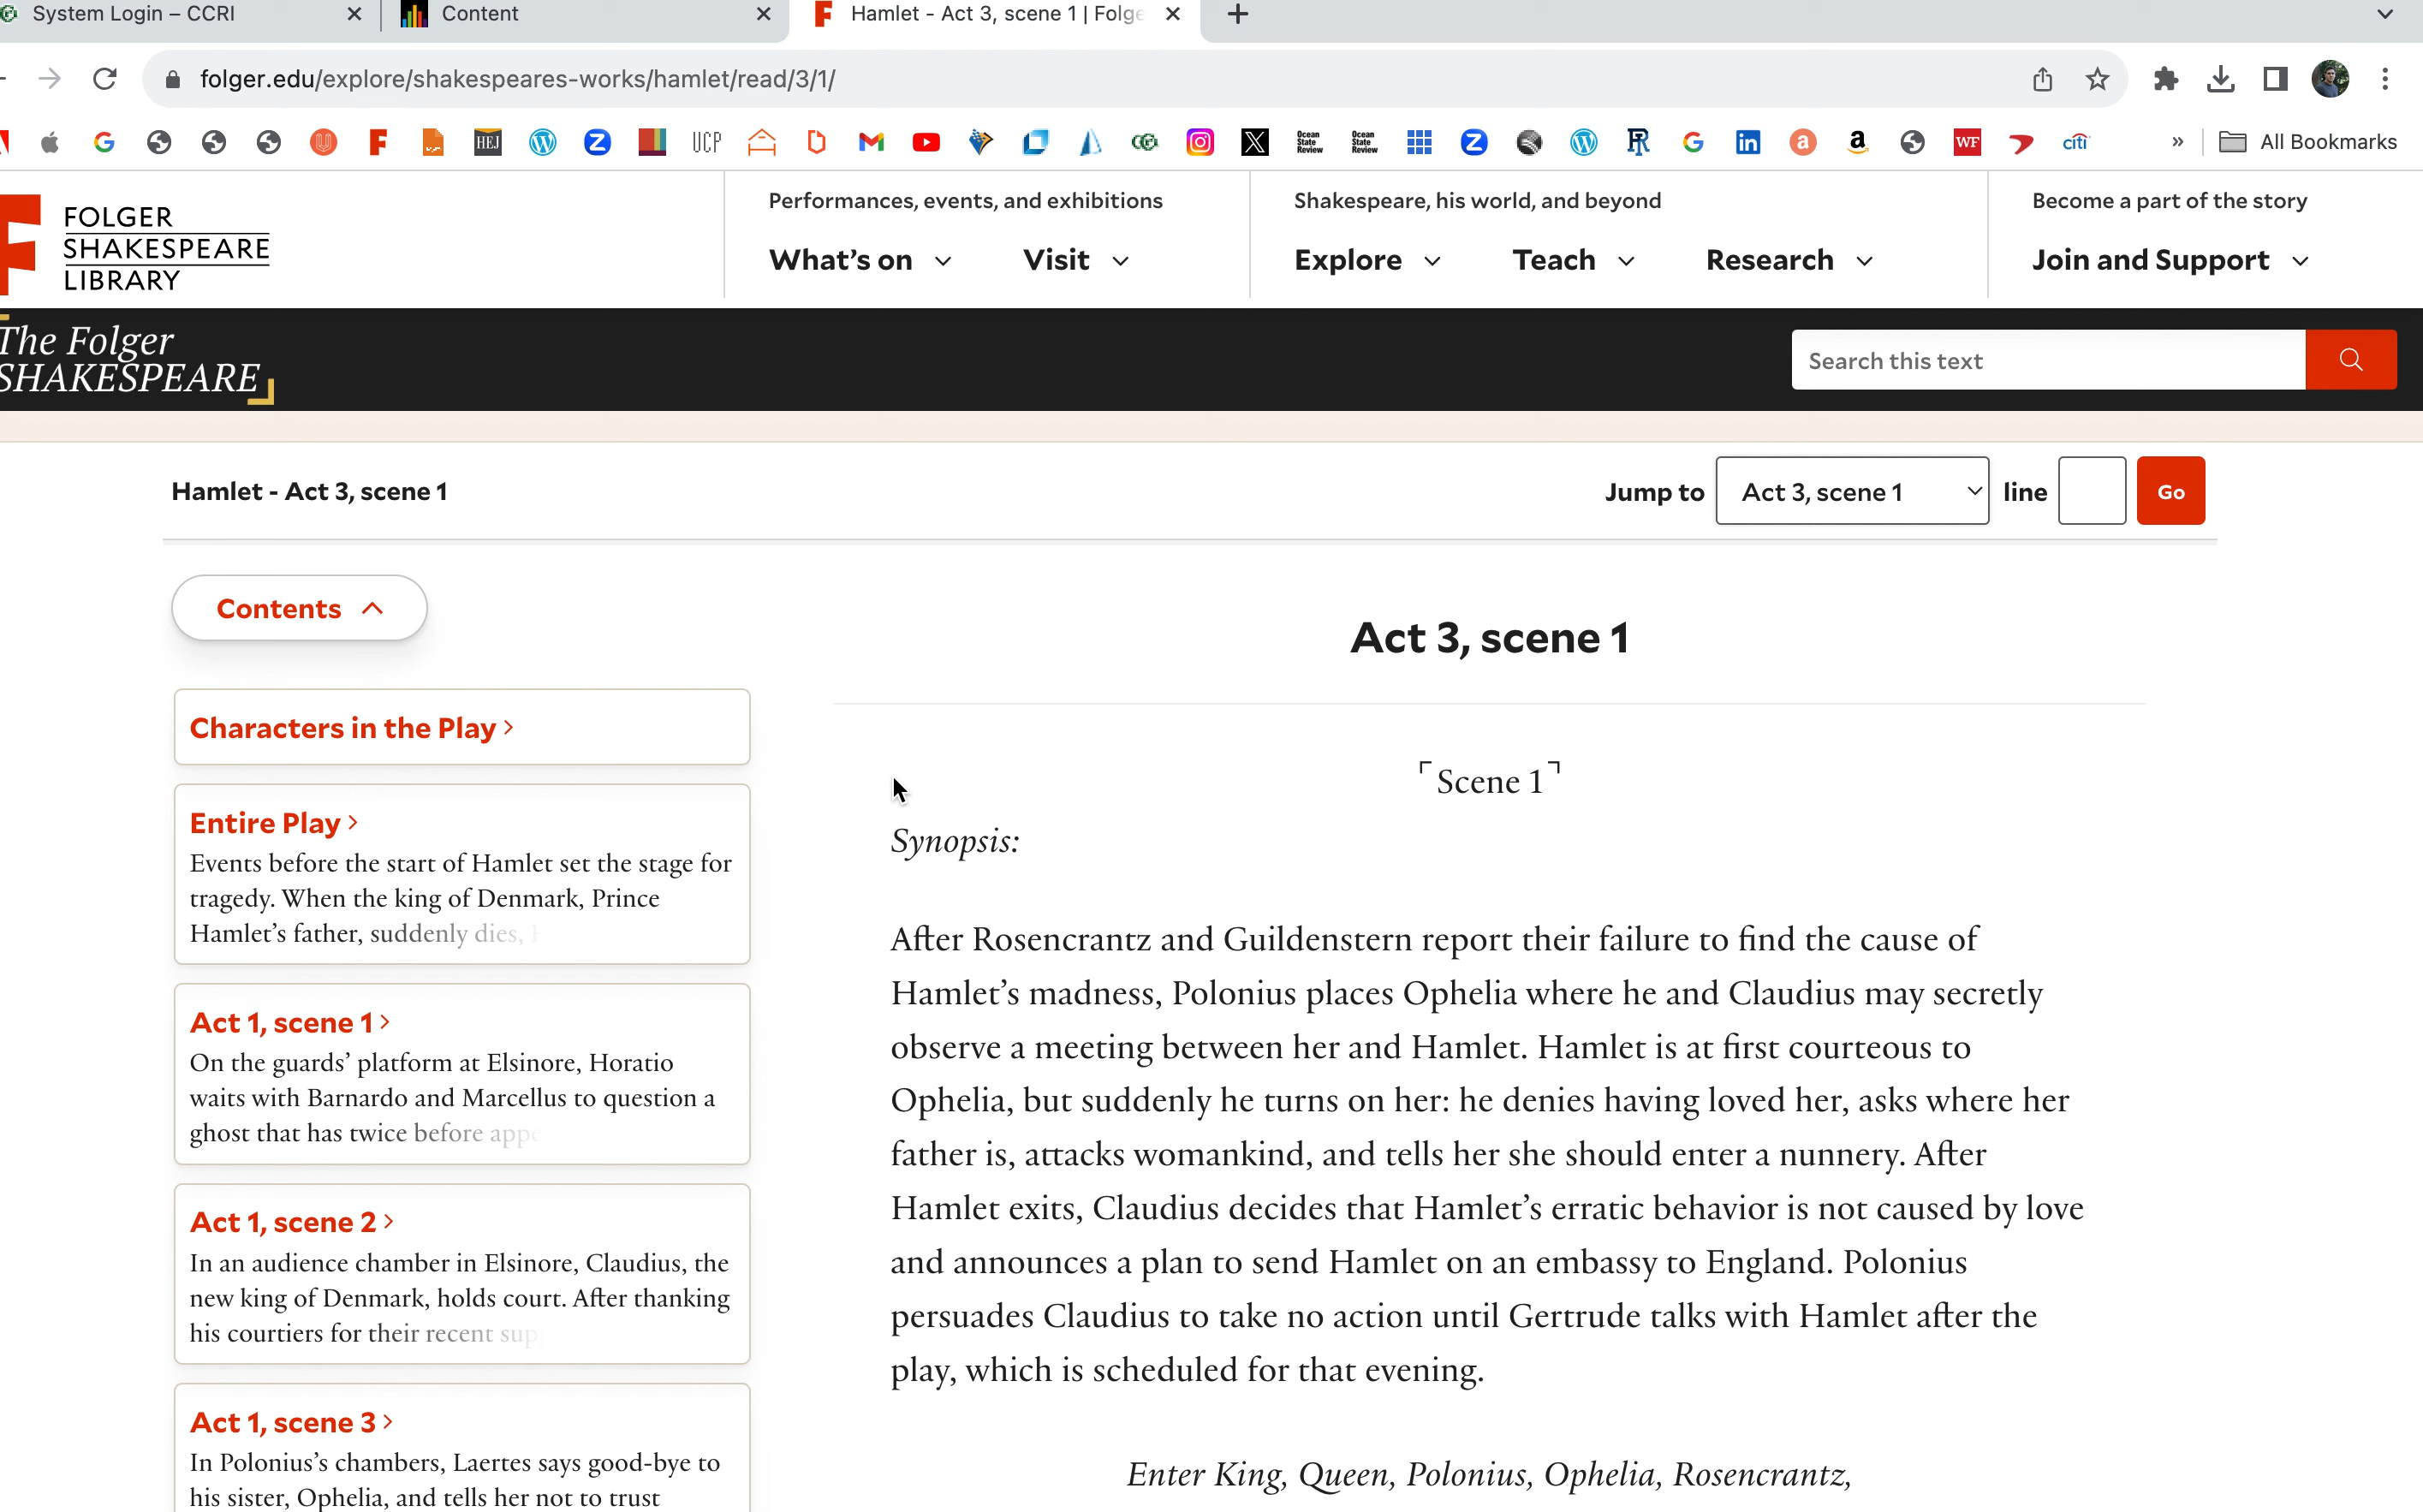 System Login – CCRI
Content
Hamlet - Act 3, scene 1 | Folge
folger.edu/explore/shakespeares-works/hamlet/read/3/1/
HEJ
UCP
Ocean State Review
Ocean State Review
WF
citi
All Bookmarks
FOLGER
SHAKESPEARE
LIBRARY
Performances, events, and exhibitions
What's on
Visit
Shakespeare, his world, and beyond
Explore
Teach
Research
Become a part of the story
Join and Support
The Folger
SHAKESPEARE
Search this text
Hamlet - Act 3, scene 1
Jump to
Act 3, scene 1
line
Go
Contents
Characters in the Play
Entire Play
Events before the start of Hamlet set the stage for
tragedy. When the king of Denmark, Prince
Hamlet’s father, suddenly dies,
Act 1, scene 1
On the guards’ platform at Elsinore, Horatio
waits with Barnardo and Marcellus to question a
ghost that has twice before appe
Act 1, scene 2
In an audience chamber in Elsinore, Claudius, the
new king of Denmark, holds court. After thanking
his courtiers for their recent sup
Act 1, scene 3
In Polonius’s chambers, Laertes says good-bye to
his sister, Ophelia, and tells her not to trust
Act 3, scene 1
⌜Scene 1⌝
Synopsis:
After Rosencrantz and Guildenstern report their failure to find the cause of
Hamlet’s madness, Polonius places Ophelia where he and Claudius may secretly
observe a meeting between her and Hamlet. Hamlet is at first courteous to
Ophelia, but suddenly he turns on her: he denies having loved her, asks where her
father is, attacks womankind, and tells her she should enter a nunnery. After
Hamlet exits, Claudius decides that Hamlet’s erratic behavior is not caused by love
and announces a plan to send Hamlet on an embassy to England. Polonius
persuades Claudius to take no action until Gertrude talks with Hamlet after the
play, which is scheduled for that evening.
Enter King, Queen, Polonius, Ophelia, Rosencrantz,